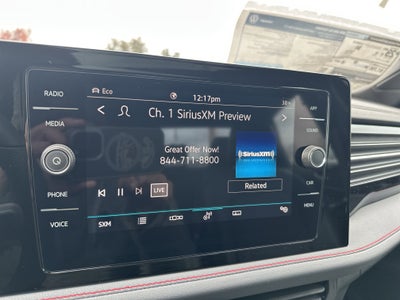 RADIO
MEDIA
PHONE
VOICE
Eco
12:17pm
Ch. 1 SiriusXM Preview
Great Offer Now!
844-711-8800
((SiriusXM))
LIVE
Related
SXM
APP
SOUND
CAR
MENU